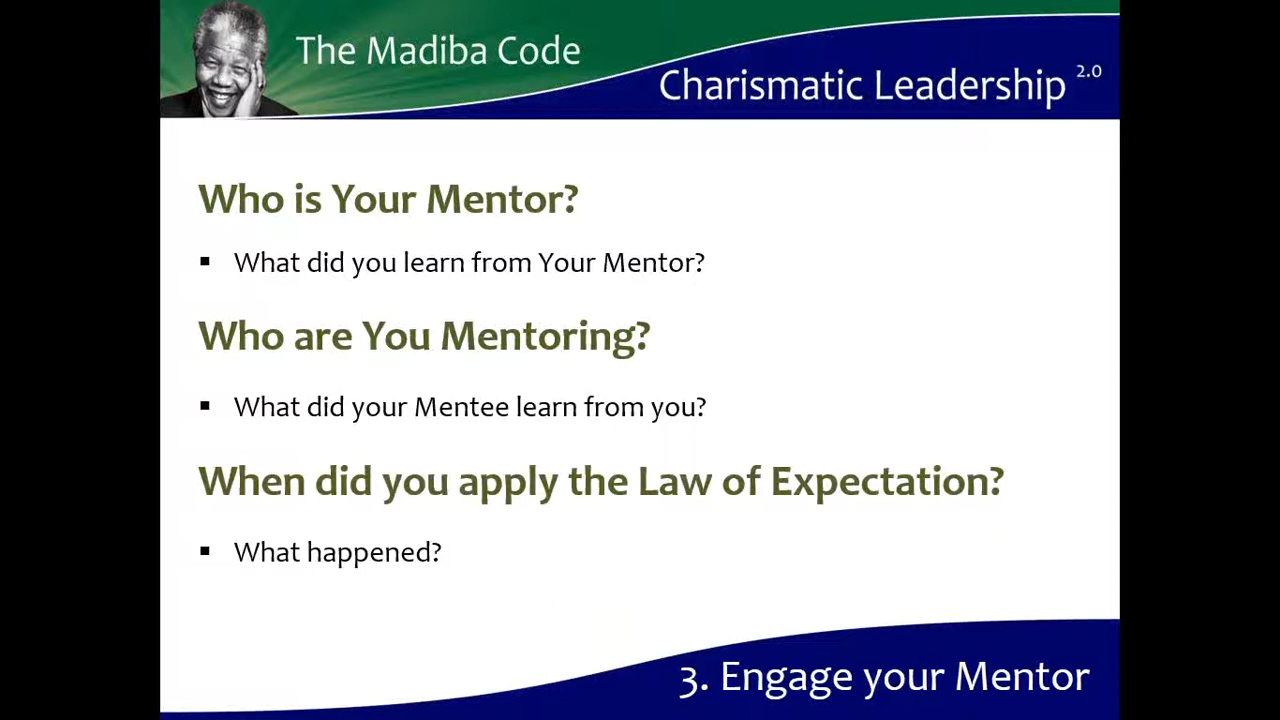 The Madiba Code
Charismatic Leadership 2.0
Who is Your Mentor?
▪ What did you learn from Your Mentor?
Who are You Mentoring?
▪ What did your Mentee learn from you?
When did you apply the Law of Expectation?
▪ What happened?
3. Engage your Mentor